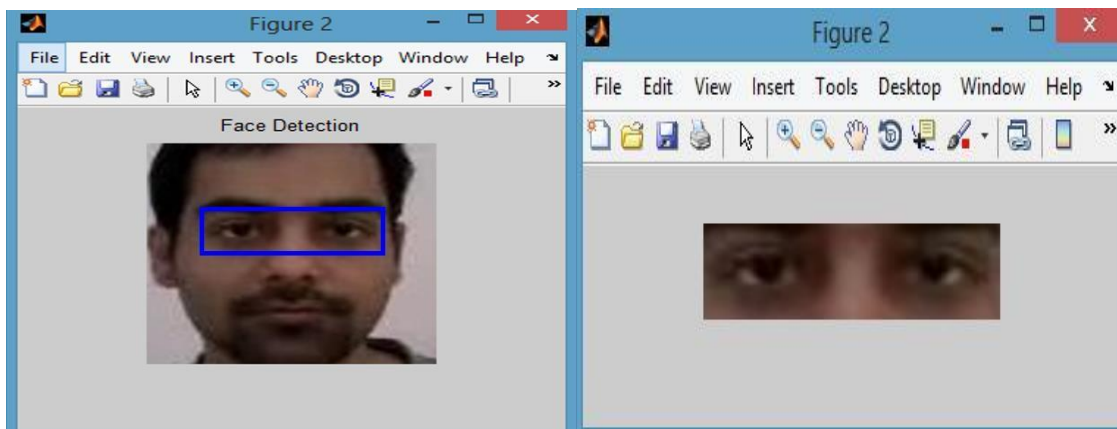 Figure 2
File Edit View Insert Tools Desktop Window Help
Face Detection
Figure 2
File Edit View Insert Tools Desktop Window Help